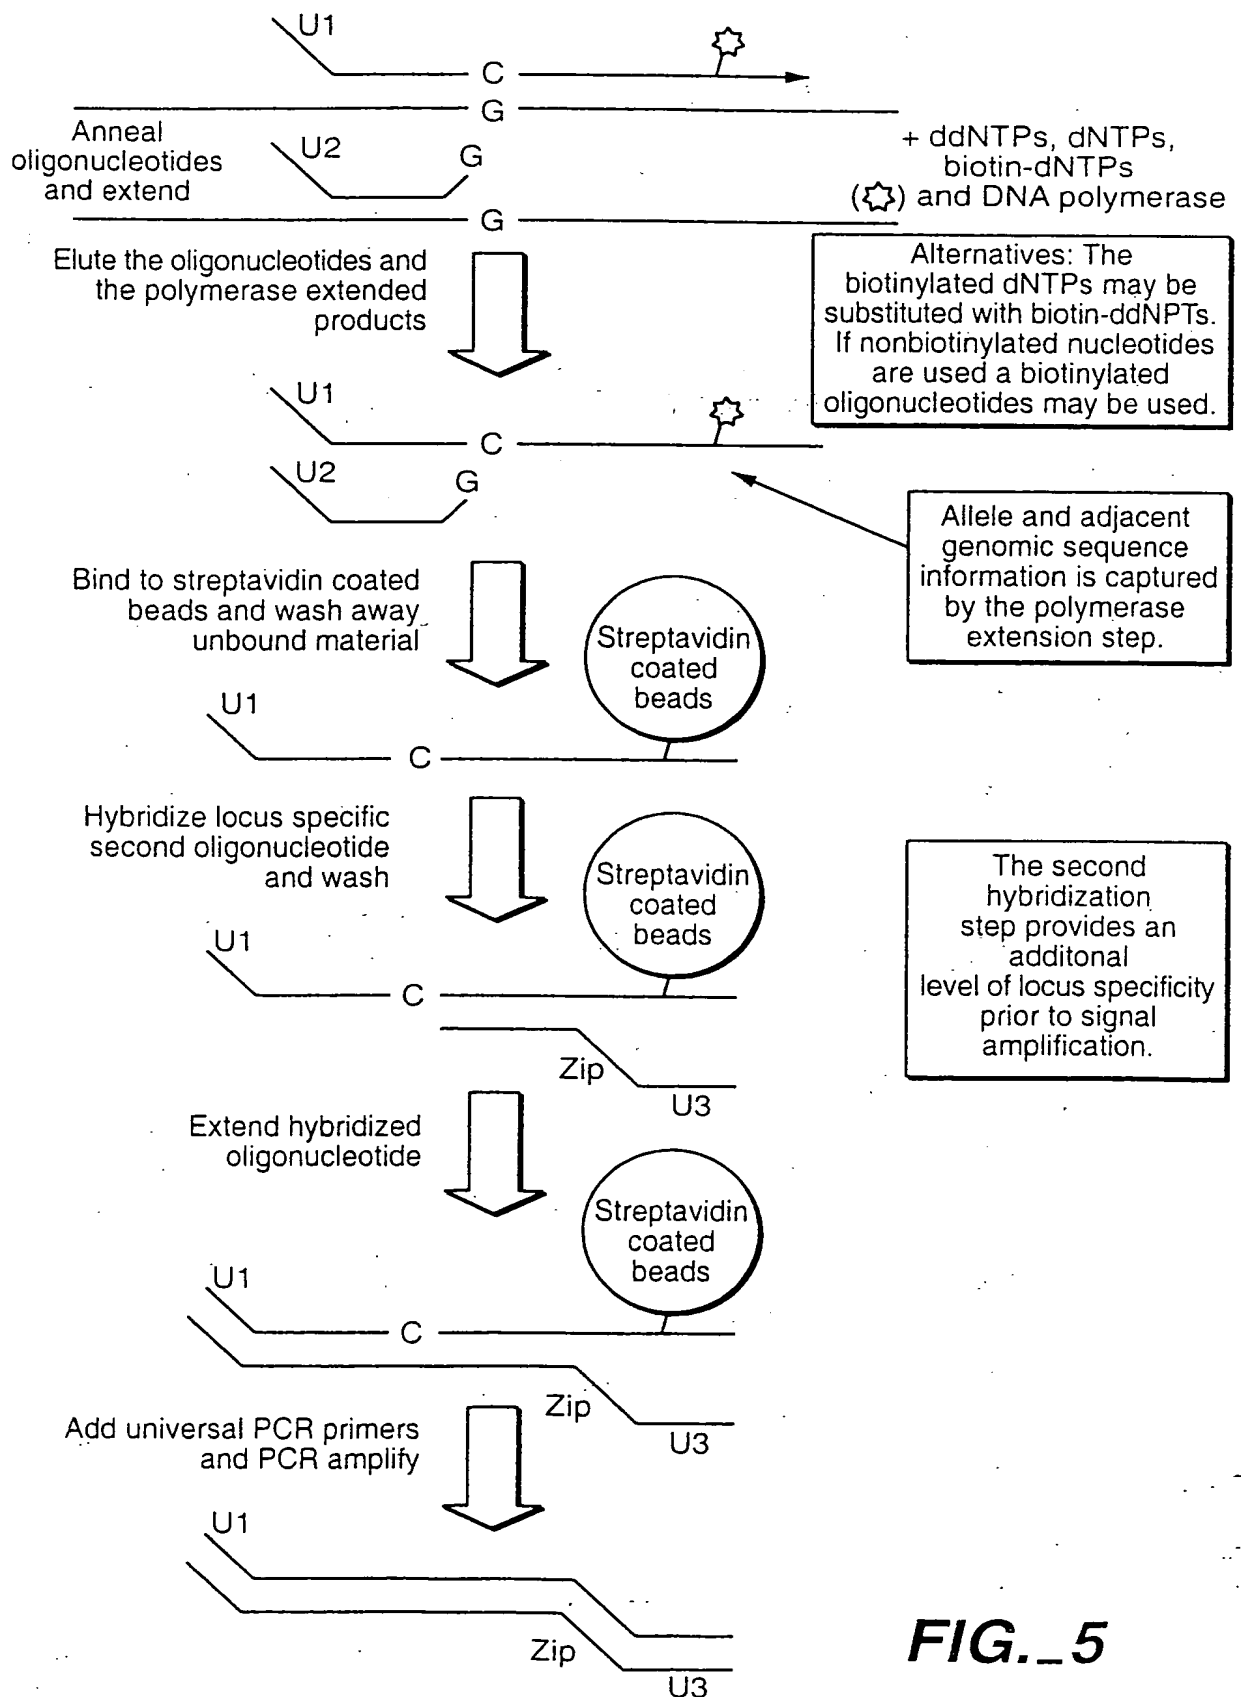 U1
C
G
Anneal
oligonucleotides
and extend
U2
G
G
+ ddNTPs, dNTPs,
biotin-dNTPs
( ) and DNA polymerase
Elute the oligonucleotides and
the polymerase extended
products
Alternatives: The
biotinylated dNTPs may be
substituted with biotin-ddNPTs.
If nonbiotinylated nucleotides
are used a biotinylated
oligonucleotides may be used.
U1
C
U2
G
Allele and adjacent
genomic sequence
information is captured
by the polymerase
extension step.
Bind to streptavidin coated
beads and wash away
unbound material
Streptavidin
coated
beads
U1
C
Hybridize locus specific
second oligonucleotide
and wash
Streptavidin
coated
beads
The second
hybridization
step provides an
additonal
level of locus specificity
prior to signal
amplification.
U1
C
Zip
U3
Extend hybridized
oligonucleotide
Streptavidin
coated
beads
U1
C
Zip
U3
Add universal PCR primers
and PCR amplify
U1
Zip
U3
FIG._5